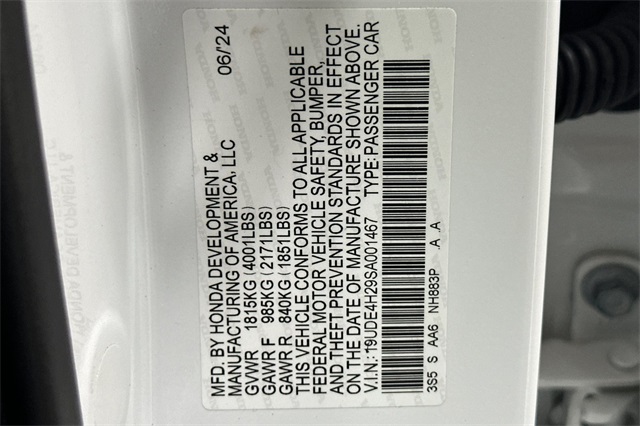 MFD. BY HONDA DEVELOPMENT & 06/'24
MANUFACTURING OF AMERICA, LLC
GVWR 1815KG (4001LBS)
GAWR F 985KG (2171LBS)
GAWR R 840KG (1851LBS)
THIS VEHICLE CONFORMS TO ALL APPLICABLE
FEDERAL MOTOR VEHICLE SAFETY, BUMPER,
AND THEFT PREVENTION STANDARDS IN EFFECT
ON THE DATE OF MANUFACTURE SHOWN ABOVE.
V.I.N.: 19UDE4H29SA001467 TYPE: PASSENGER CAR
3S5 S AA6 NH883P .A .A